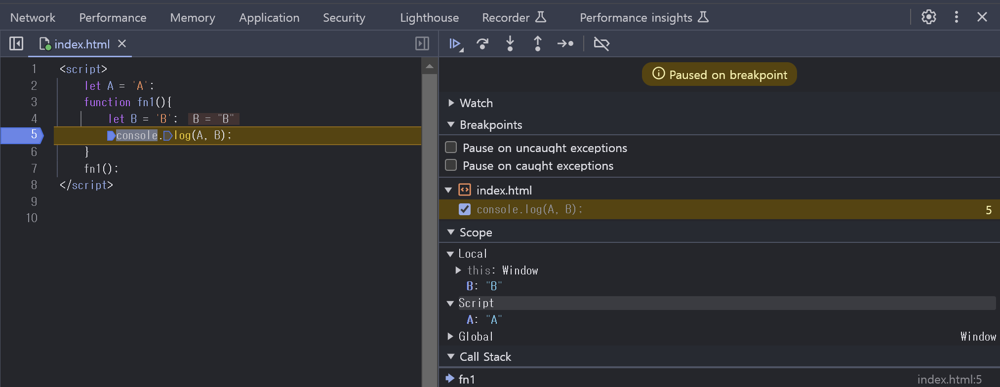 Network Performance Memory Application Security Lighthouse Recorder Performance insights
index.html
Paused on breakpoint
1 <script>
2 let A = 'A';
3 function fn1(){
4 let B = 'B'; B = "B"
5 console.log(A, B);
6 }
7 fn1();
8 </script>
9
10
Watch
Breakpoints
Pause on uncaught exceptions
Pause on caught exceptions
index.html
console.log(A, B); 5
Scope
Local
this: Window
B: "B"
Script
A: "A"
Global Window
Call Stack
fn1 index.html:5